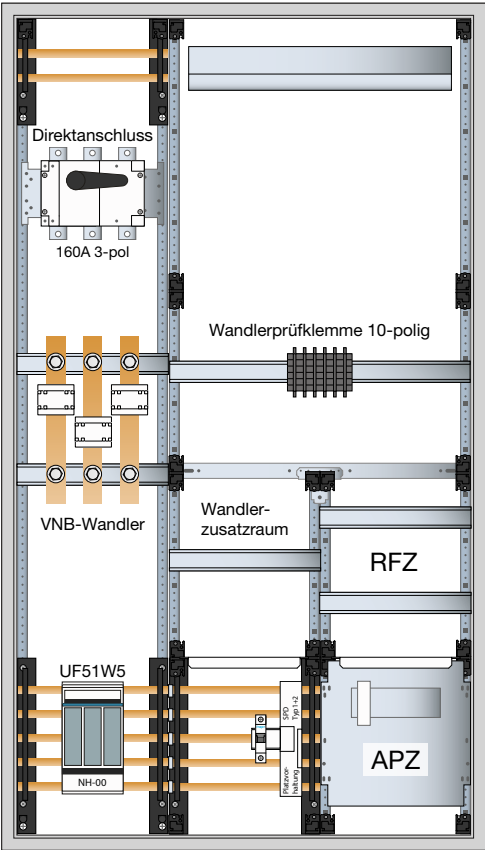 Direktanschluss
160A 3-pol
Wandlerprüfklemme 10-polig
VNB-Wandler
Wandler-
zusatzraum
RFZ
UF51W5
NH-00
SPD
Typ 1+2
Platzvor-
haltung
APZ